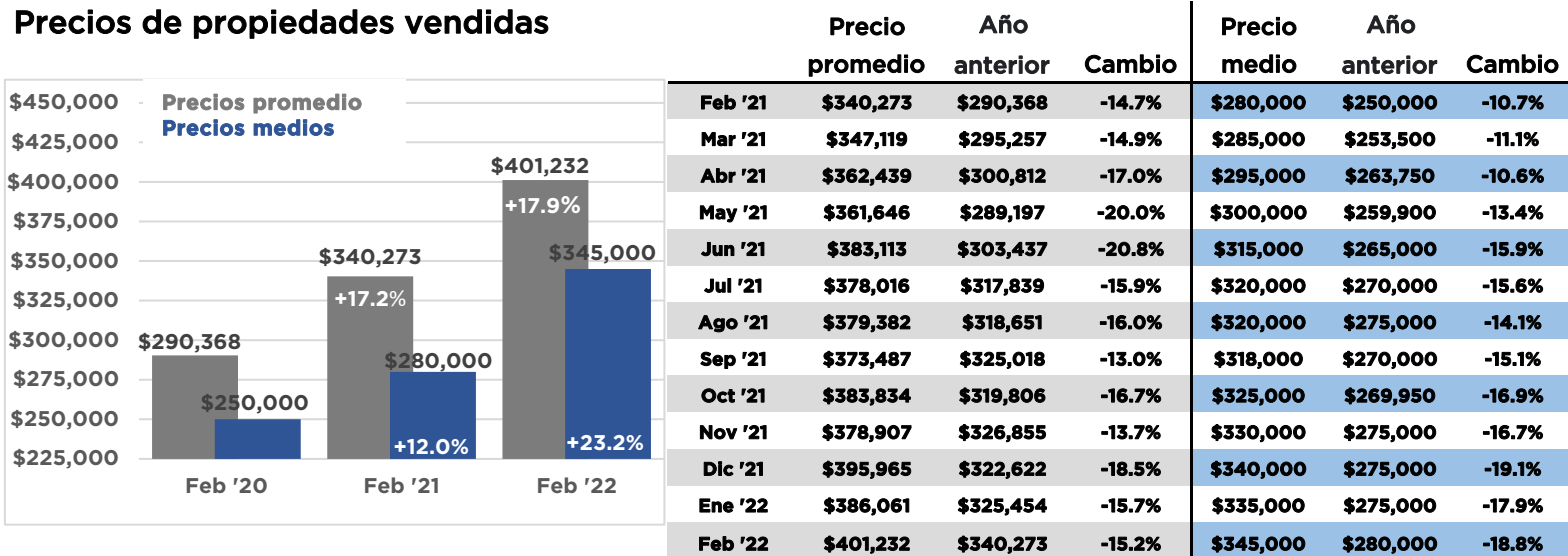 Precios de propiedades vendidas
Precios promedio
Precios medios
$450,000
$425,000
$400,000
$375,000
$350,000
$325,000
$300,000
$275,000
$250,000
$225,000
$290,368
$250,000
$340,273
+17.2%
$280,000
+12.0%
$401,232
+17.9%
$345,000
+23.2%
Feb '20 Feb '21 Feb '22
Precio promedio Año anterior Cambio Precio medio Año anterior Cambio
Feb '21 $340,273 $290,368 -14.7% $280,000 $250,000 -10.7%
Mar '21 $347,119 $295,257 -14.9% $285,000 $253,500 -11.1%
Abr '21 $362,439 $300,812 -17.0% $295,000 $263,750 -10.6%
May '21 $361,646 $289,197 -20.0% $300,000 $259,900 -13.4%
Jun '21 $383,113 $303,437 -20.8% $315,000 $265,000 -15.9%
Jul '21 $378,016 $317,839 -15.9% $320,000 $270,000 -15.6%
Ago '21 $379,382 $318,651 -16.0% $320,000 $275,000 -14.1%
Sep '21 $373,487 $325,018 -13.0% $318,000 $270,000 -15.1%
Oct '21 $383,834 $319,806 -16.7% $325,000 $269,950 -16.9%
Nov '21 $378,907 $326,855 -13.7% $330,000 $275,000 -16.7%
Dic '21 $395,965 $322,622 -18.5% $340,000 $275,000 -19.1%
Ene '22 $386,061 $325,454 -15.7% $335,000 $275,000 -17.9%
Feb '22 $401,232 $340,273 -15.2% $345,000 $280,000 -18.8%